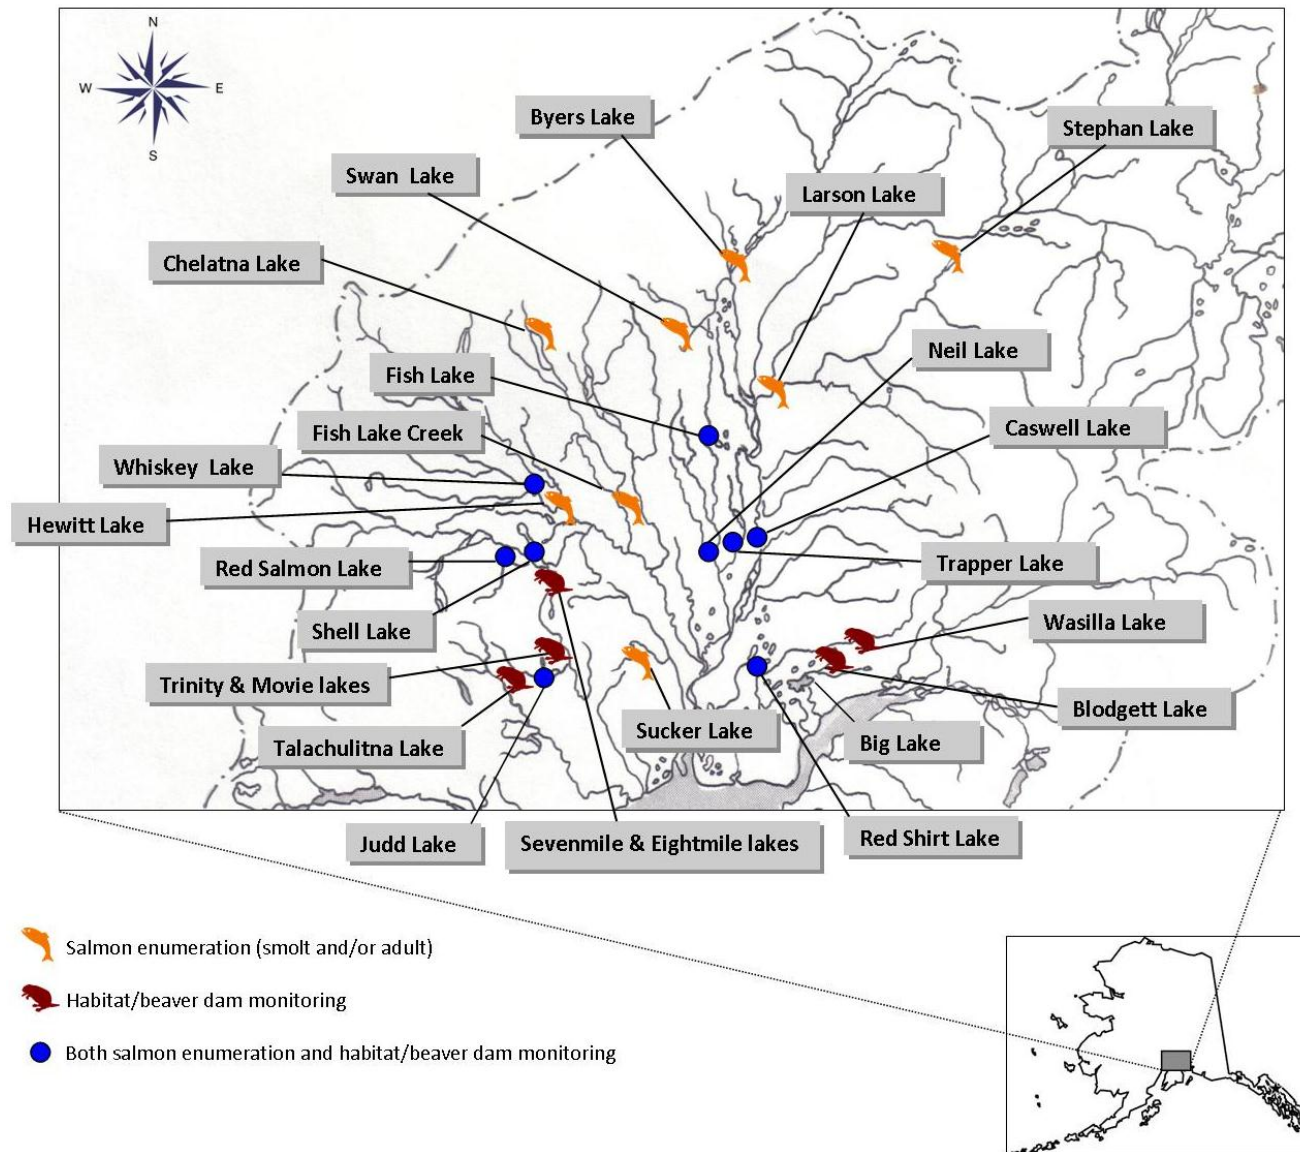 N
W
E
S
Byers Lake
Stephan Lake
Swan Lake
Larson Lake
Chelatna Lake
Neil Lake
Fish Lake
Caswell Lake
Fish Lake Creek
Whiskey Lake
Hewitt Lake
Trapper Lake
Red Salmon Lake
Wasilla Lake
Shell Lake
Trinity & Movie lakes
Blodgett Lake
Sucker Lake
Talachulitna Lake
Big Lake
Judd Lake
Sevenmile & Eightmile lakes
Red Shirt Lake
Salmon enumeration (smolt and/or adult)
Habitat/beaver dam monitoring
Both salmon enumeration and habitat/beaver dam monitoring